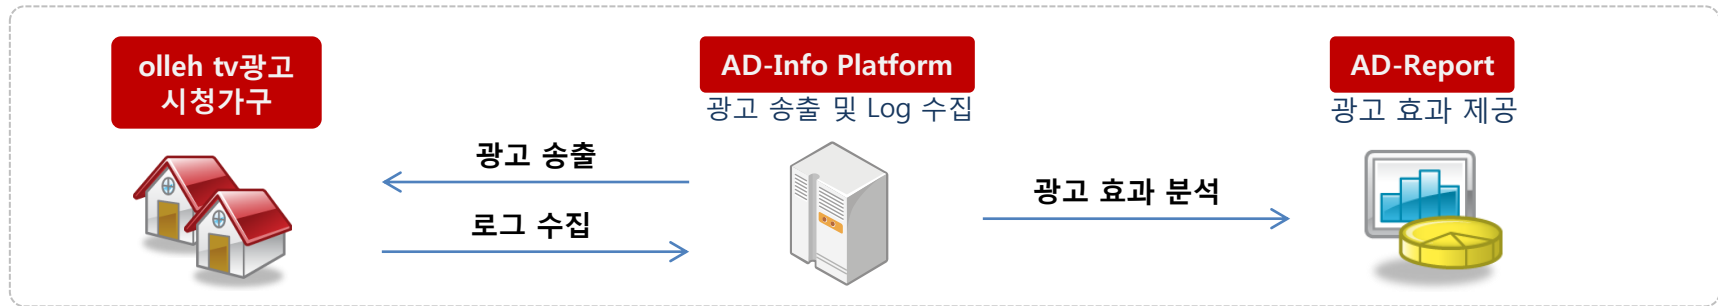 olleh tv광고
시청가구
AD-Info Platform
광고 송출 및 Log 수집
AD-Report
광고 효과 제공
광고 송출
로그 수집
광고 효과 분석